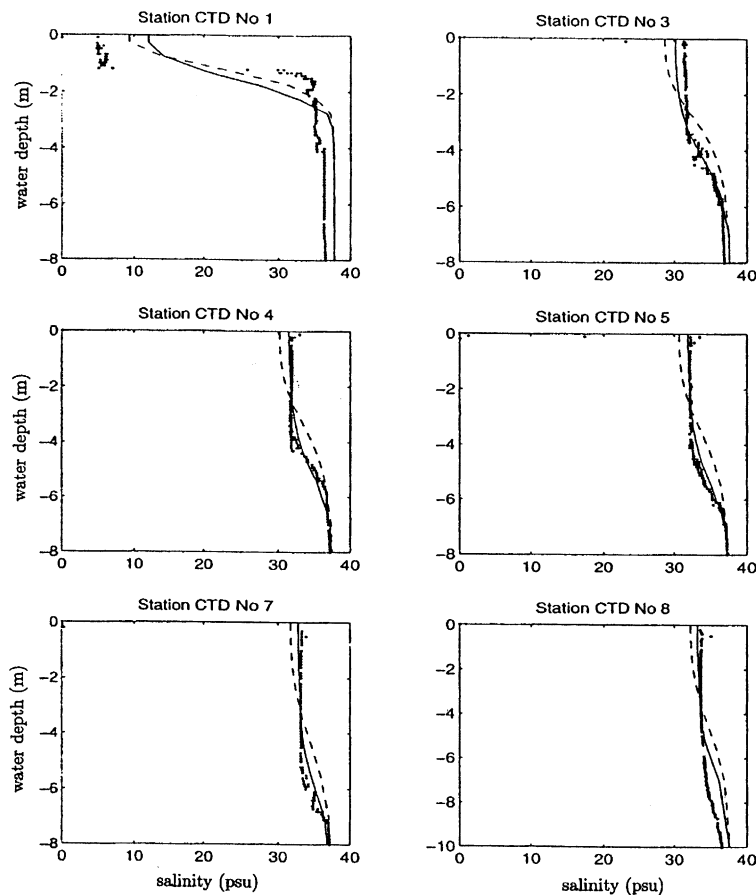 Station CTD No 1
Station CTD No 3
0
-2
-4
-6
-8
water depth (m)
0 10 20 30 40
0
-2
-4
-6
-8
0 10 20 30 40
Station CTD No 4
Station CTD No 5
0
-2
-4
-6
-8
water depth (m)
0 10 20 30 40
0
-2
-4
-6
-8
0 10 20 30 40
Station CTD No 7
Station CTD No 8
0
-2
-4
-6
-8
water depth (m)
0 10 20 30 40
salinity (psu)
0
-2
-4
-6
-8
-10
0 10 20 30 40
salinity (psu)